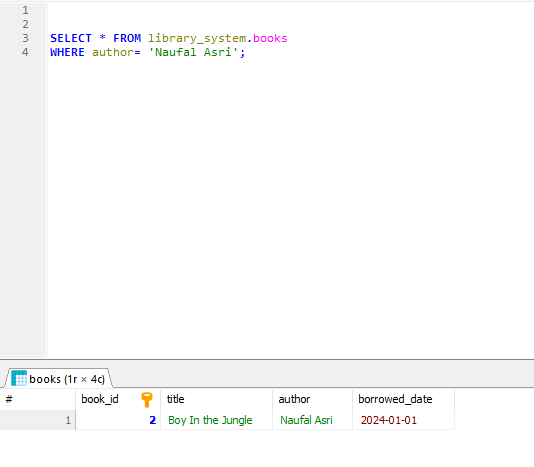 1
2
3 SELECT * FROM library_system.books
4 WHERE author= 'Naufal Asri';
books (1r × 4c)
# book_id title author borrowed_date
1 2 Boy In the Jungle Naufal Asri 2024-01-01